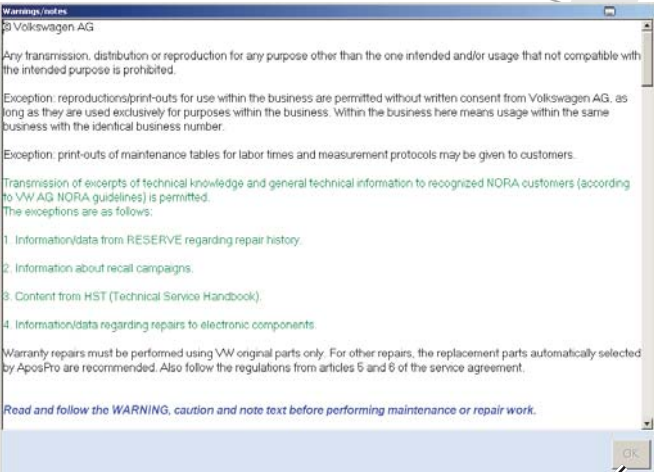 Warnings/notes
© Volkswagen AG
Any transmission, distribution or reproduction for any purpose other than the one intended and/or usage that not compatible with
the intended purpose is prohibited.
Exception: reproductions/print-outs for use within the business are permitted without written consent from Volkswagen AG, as
long as they are used exclusively for purposes within the business. Within the business here means usage within the same
business with the identical business number.
Exception: print-outs of maintenance tables for labor times and measurement protocols may be given to customers.
Transmission of excerpts of technical knowledge and general technical information to recognized NORA customers (according
to VW AG NORA guidelines) is permitted.
The exceptions are as follows:
1. Information/data from RESERVE regarding repair history.
2. Information about recall campaigns.
3. Content from HST (Technical Service Handbook).
4. Information/data regarding repairs to electronic components.
Warranty repairs must be performed using VW original parts only. For other repairs, the replacement parts automatically selected
by AposPro are recommended. Also follow the regulations from articles 5 and 6 of the service agreement.
Read and follow the WARNING, caution and note text before performing maintenance or repair work.
OK